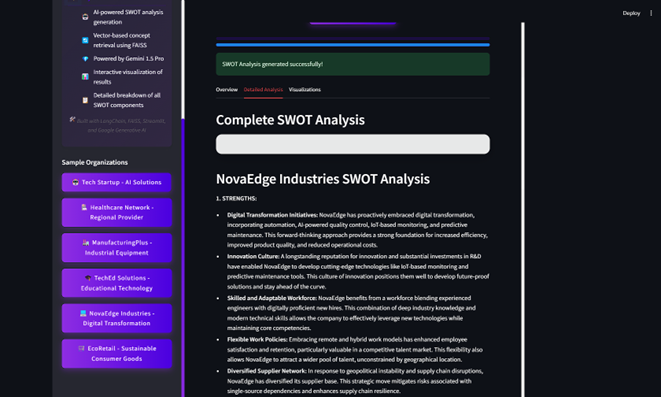 AI-powered SWOT analysis
generation
Vector-based concept
retrieval using FAISS
Powered by Gemini 1.5 Pro
Interactive visualization of
results
Detailed breakdown of all
SWOT components
Built with LangChain, FAISS, Streamlit,
and Google Generative AI
Sample Organizations
Tech Startup - AI Solutions
Healthcare Network -
Regional Provider
ManufacturingPlus -
Industrial Equipment
TechEd Solutions -
Educational Technology
NovaEdge Industries -
Digital Transformation
EcoRetail - Sustainable
Consumer Goods
Deploy
SWOT Analysis generated successfully!
Overview Detailed Analysis Visualizations
Complete SWOT Analysis
NovaEdge Industries SWOT Analysis
1. STRENGTHS:
• Digital Transformation Initiatives: NovaEdge has proactively embraced digital transformation,
incorporating automation, AI-powered quality control, IoT-based monitoring, and predictive
maintenance. This forward-thinking approach provides a strong foundation for increased efficiency,
improved product quality, and reduced operational costs.
• Innovation Culture: A longstanding reputation for innovation and substantial investments in R&D
have enabled NovaEdge to develop cutting-edge technologies like IoT-based monitoring and
predictive maintenance tools. This culture of innovation positions them well to develop future-proof
solutions and stay ahead of the curve.
• Skilled and Adaptable Workforce: NovaEdge benefits from a workforce blending experienced
engineers with digitally proficient new hires. This combination of deep industry knowledge and
modern technical skills allows the company to effectively leverage new technologies while
maintaining core competencies.
• Flexible Work Policies: Embracing remote and hybrid work models has enhanced employee
satisfaction and retention, particularly valuable in a competitive talent market. This flexibility also
allows NovaEdge to attract a wider pool of talent, unconstrained by geographical location.
• Diversified Supplier Network: In response to geopolitical instability and supply chain disruptions,
NovaEdge has diversified its supplier base. This strategic move mitigates risks associated with
single-source dependencies and enhances supply chain resilience.